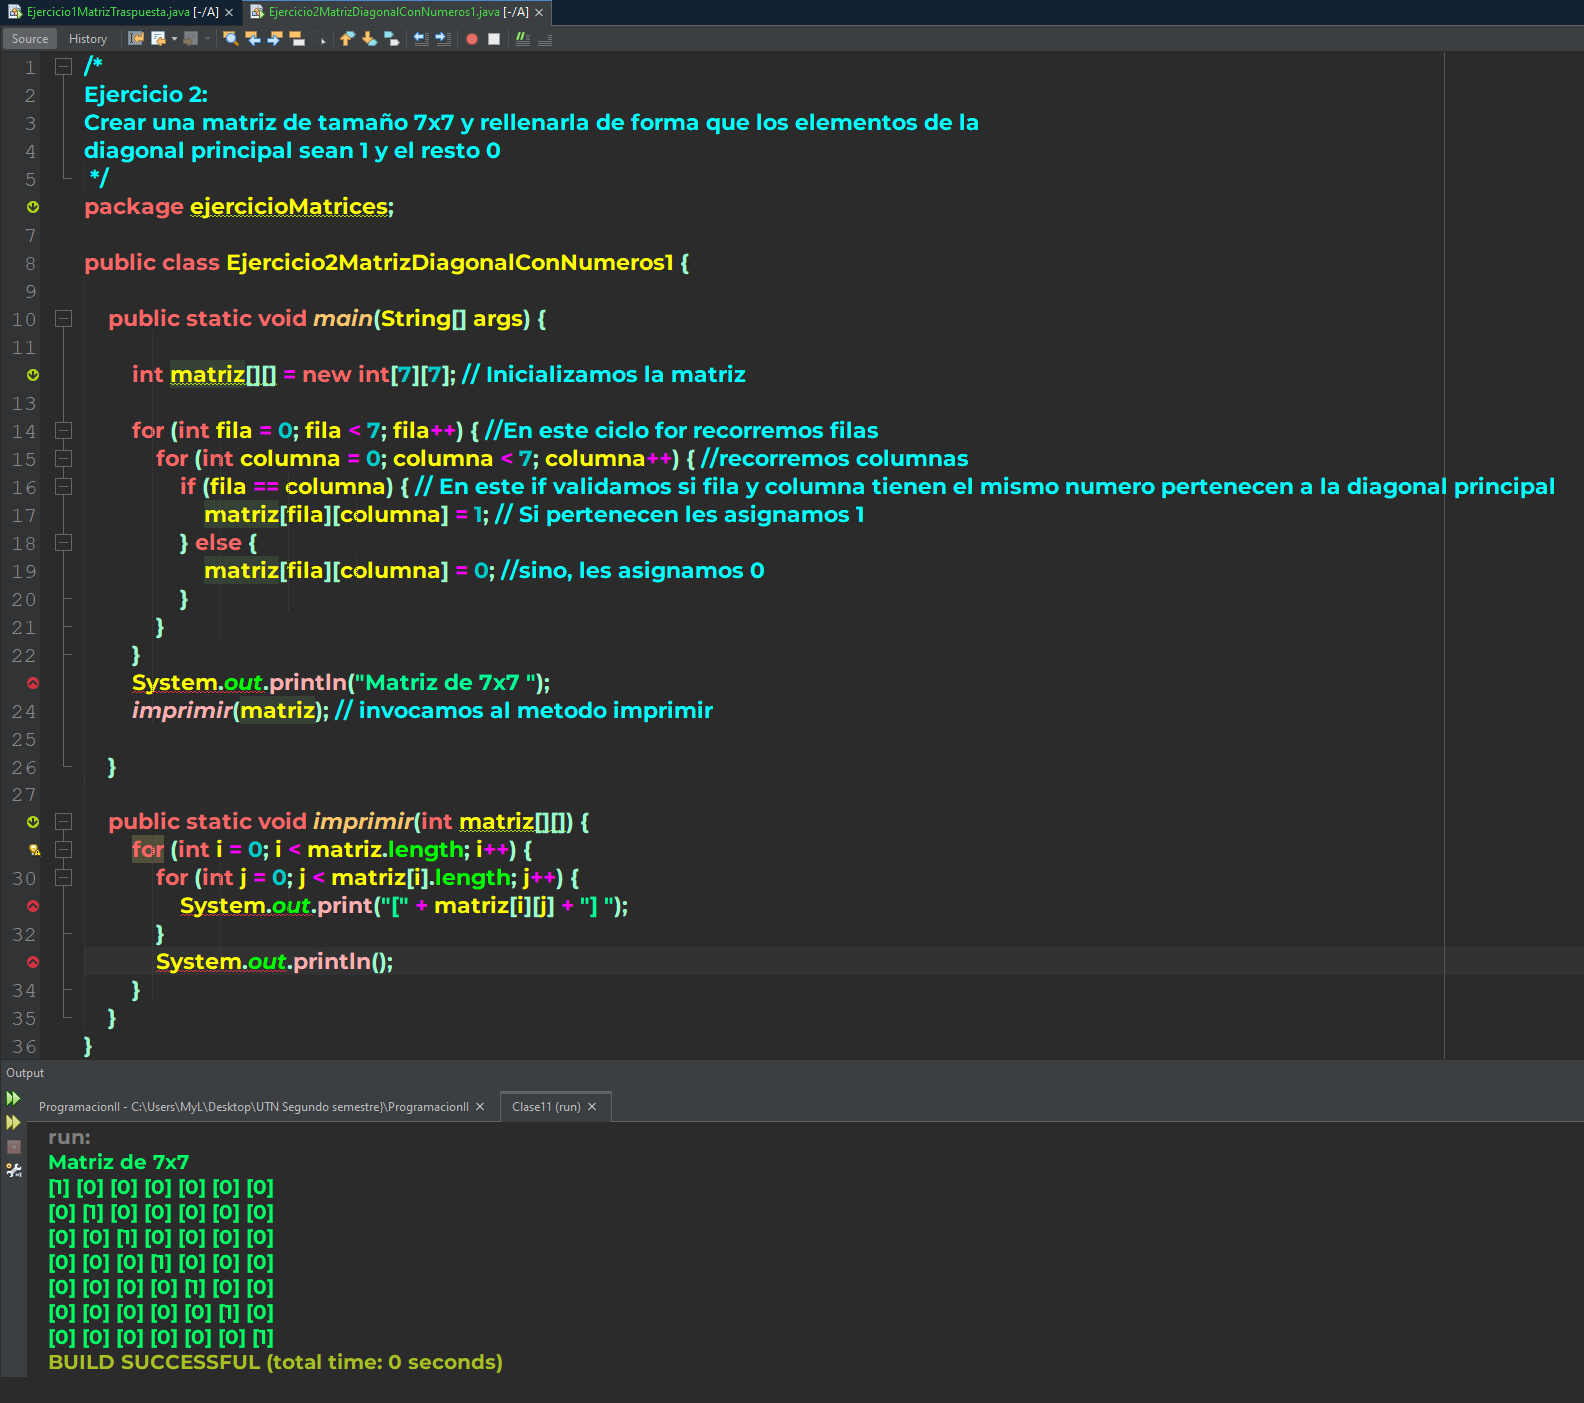 Ejercicio1MatrizTraspuesta.java [-/A] Ejercicio2MatrizDiagonalConNumeros1.java [-/A]
Source History
1 /*
2 Ejercicio 2:
3 Crear una matriz de tamaño 7x7 y rellenarla de forma que los elementos de la
4 diagonal principal sean 1 y el resto 0
5 */
package ejercicioMatrices;
7
8 public class Ejercicio2MatrizDiagonalConNumeros1 {
9
10 public static void main(String[] args) {
11
int matriz[][] = new int[7][7]; // Inicializamos la matriz
13
14 for (int fila = 0; fila < 7; fila++) { //En este ciclo for recorremos filas
15 for (int columna = 0; columna < 7; columna++) { //recorremos columnas
16 if (fila == columna) { // En este if validamos si fila y columna tienen el mismo numero pertenecen a la diagonal principal
17 matriz[fila][columna] = 1; // Si pertenecen les asignamos 1
18 } else {
19 matriz[fila][columna] = 0; //sino, les asignamos 0
20 }
21 }
22 }
System.out.println("Matriz de 7x7 ");
24 imprimir(matriz); // invocamos al metodo imprimir
25
26 }
27
public static void imprimir(int matriz[][]) {
for (int i = 0; i < matriz.length; i++) {
30 for (int j = 0; j < matriz[i].length; j++) {
System.out.print("[" + matriz[i][j] + "] ");
32 }
System.out.println();
34 }
35 }
36 }
Output
ProgramacionII - C:\Users\MyL\Desktop\UTN Segundo semestre}\ProgramacionII Clase11 (run)
run:
Matriz de 7x7
[1] [0] [0] [0] [0] [0] [0]
[0] [1] [0] [0] [0] [0] [0]
[0] [0] [1] [0] [0] [0] [0]
[0] [0] [0] [1] [0] [0] [0]
[0] [0] [0] [0] [1] [0] [0]
[0] [0] [0] [0] [0] [1] [0]
[0] [0] [0] [0] [0] [0] [1]
BUILD SUCCESSFUL (total time: 0 seconds)